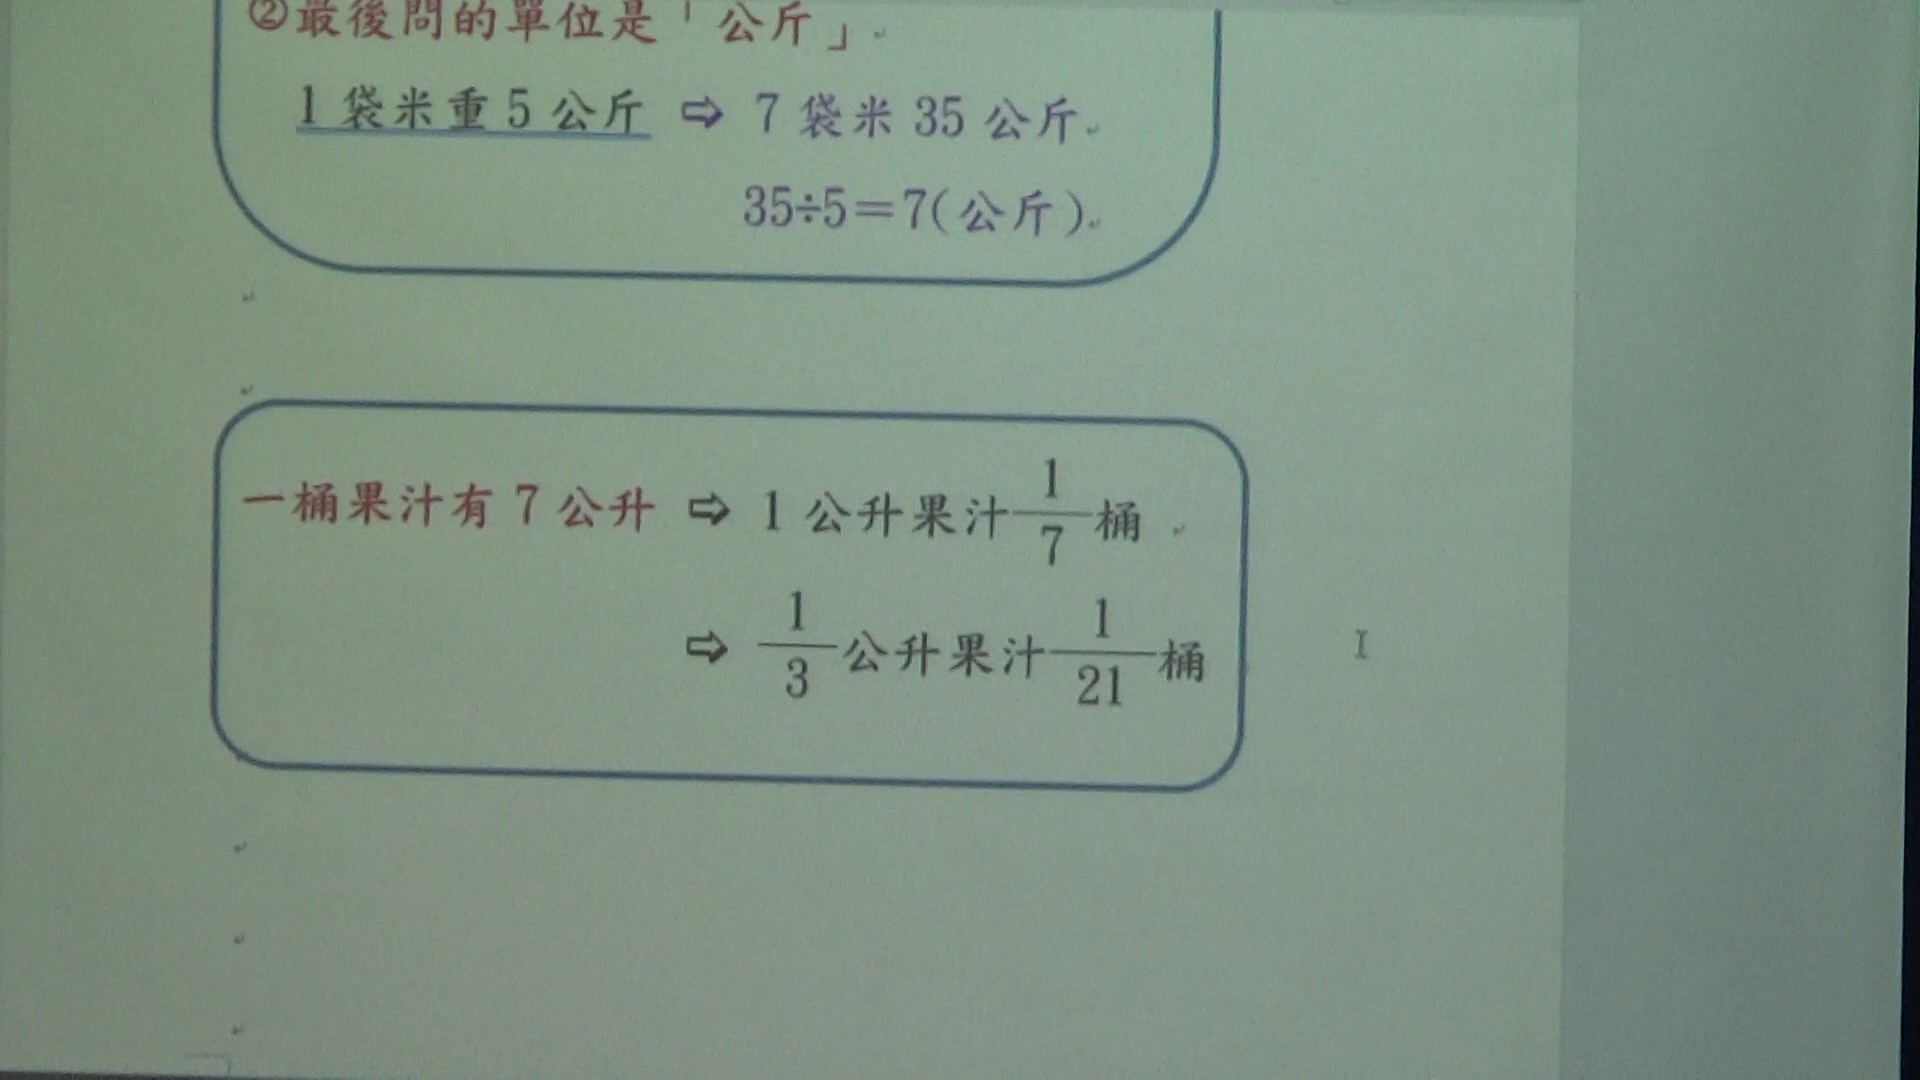 ②最後問的單位是「公斤」
1袋米重5公斤 ⇨ 7袋米35公斤
35÷5=7(公斤)
一桶果汁有7公升 ⇨ 1公升果汁1/7桶
⇨ 1/3公升果汁1/21桶